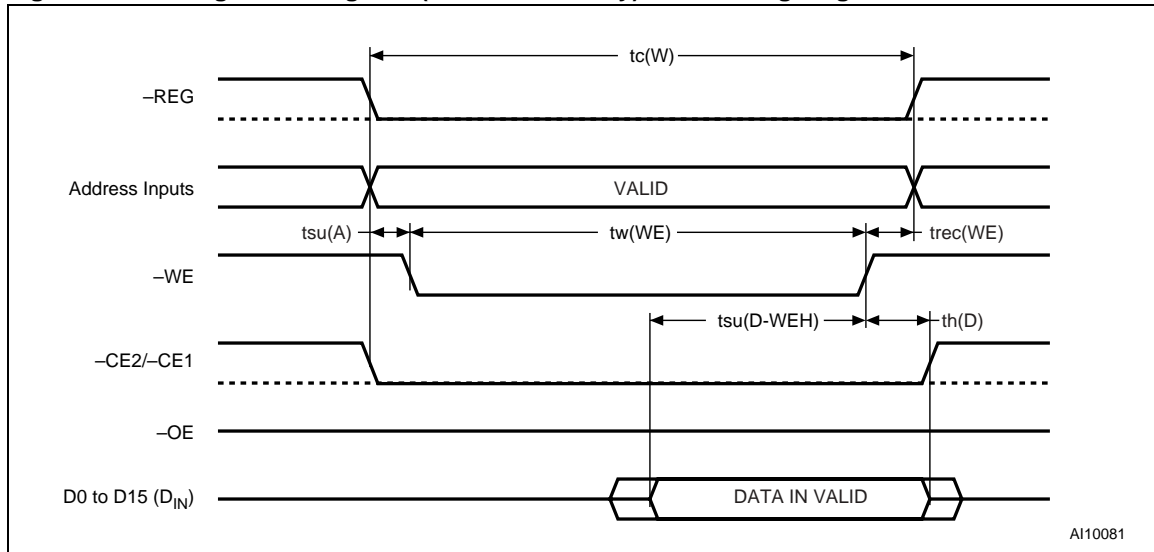 tc(W)
–REG
Address Inputs
VALID
tsu(A)
tw(WE)
trec(WE)
–WE
tsu(D-WEH)
th(D)
–CE2/–CE1
–OE
D0 to D15 (DIN)
DATA IN VALID
AI10081